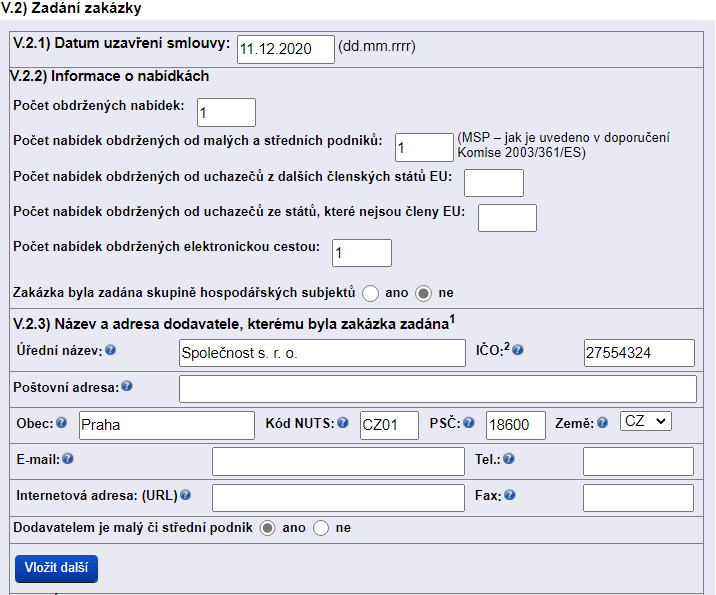 V.2) Zadání zakázky
V.2.1) Datum uzavření smlouvy: 11.12.2020 (dd.mm.rrrr)
V.2.2) Informace o nabídkách
Počet obdržených nabídek: 1
Počet nabídek obdržených od malých a středních podniků: 1 (MSP – jak je uvedeno v doporučení
Komise 2003/361/ES)
Počet nabídek obdržených od uchazečů z dalších členských států EU:
Počet nabídek obdržených od uchazečů ze států, které nejsou členy EU:
Počet nabídek obdržených elektronickou cestou: 1
Zakázka byla zadána skupině hospodářských subjektů ano ne
V.2.3) Název a adresa dodavatele, kterému byla zakázka zadána1
Úřední název: ? Společnost s. r. o. IČO:2 ? 27554324
Poštovní adresa: ?
Obec: ? Praha Kód NUTS: ? CZ01 PSČ: ? 18600 Země: ? CZ
E-mail: ? Tel.: ?
Internetová adresa: (URL) ? Fax: ?
Dodavatelem je malý či střední podnik ano ne
Vložit další